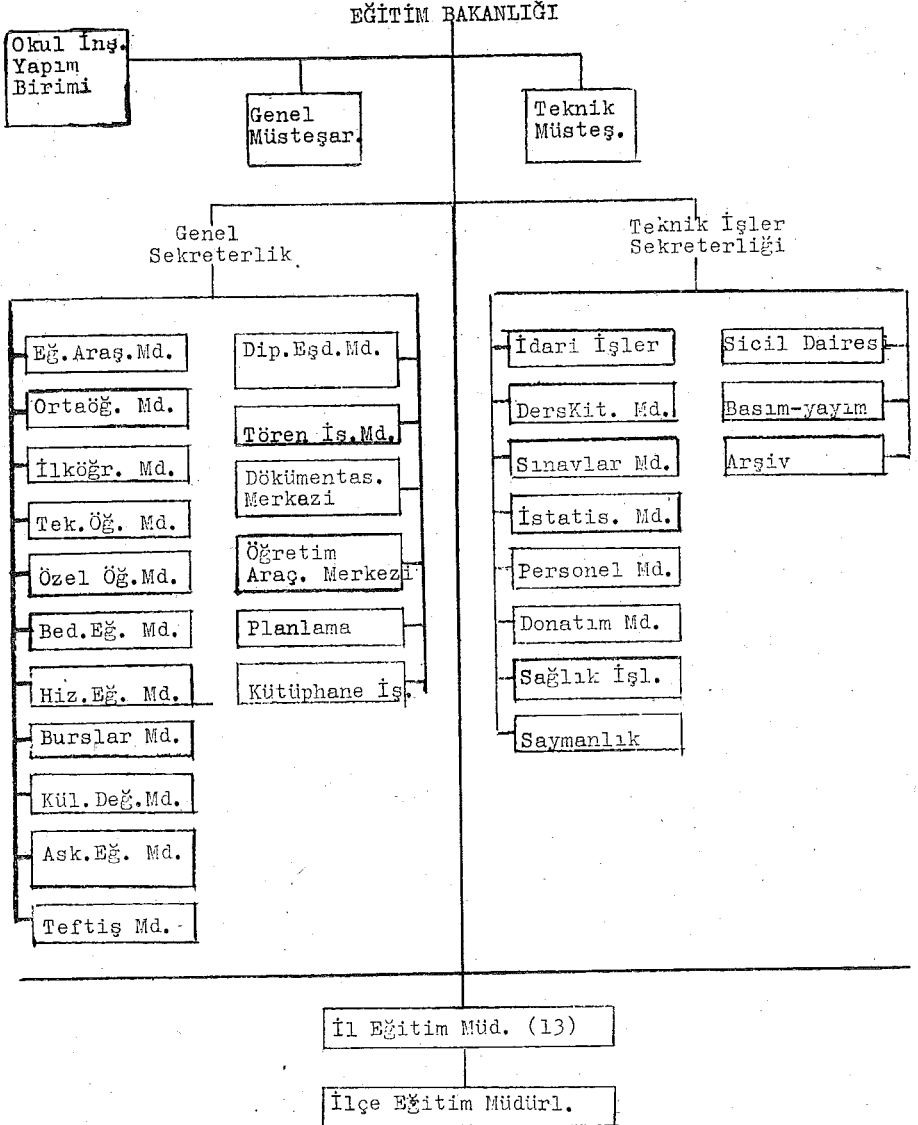 EĞİTİM BAKANLIĞI
Okul İnş.
Yapım
Birimi
Genel
Müsteşar.
Teknik
Müsteş.
Genel
Sekreterlik
Teknik İşler
Sekreterliği
Eğ.Araş.Md.
Ortaöğ. Md.
İlköğr. Md.
Tek.Öğ. Md.
Özel Öğ.Md.
Bed.Eğ. Md.
Hiz.Eğ. Md.
Burslar Md.
Kül.Değ.Md.
Ask.Eğ. Md.
Teftiş Md.
Dip.Eşd.Md.
Tören İş.Md.
Dökümentas.
Merkazi
Öğretim
Araç. Merkezi
Planlama
Kütüphane İş.
İdari İşler
DersKit. Md.
Sınavlar Md.
İstatis. Md.
Personel Md.
Donatım Md.
Sağlık İşl.
Saymanlık
Sicil Daires
Basım-yayım
Arşiv
İl Eğitim Müd. (13)
İlçe Eğitim Müdürl.